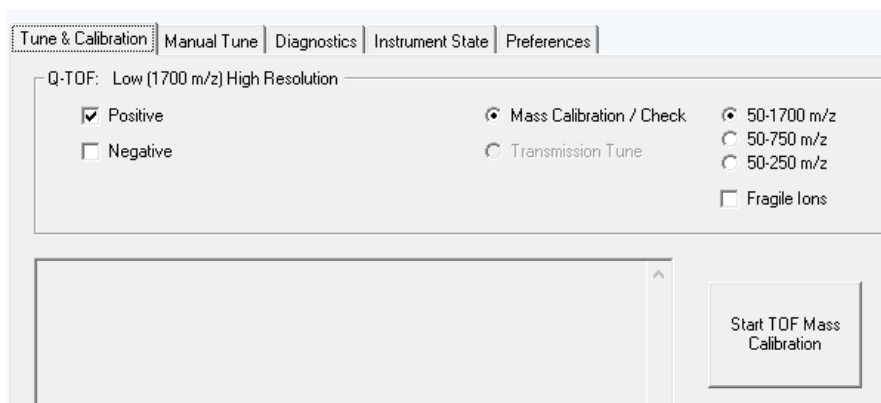 Tune & Calibration Manual Tune Diagnostics Instrument State Preferences
Q-TOF: Low (1700 m/z) High Resolution
Positive Mass Calibration / Check 50-1700 m/z
50-750 m/z
Negative Transmission Tune 50-250 m/z
Fragile Ions
Start TOF Mass
Calibration